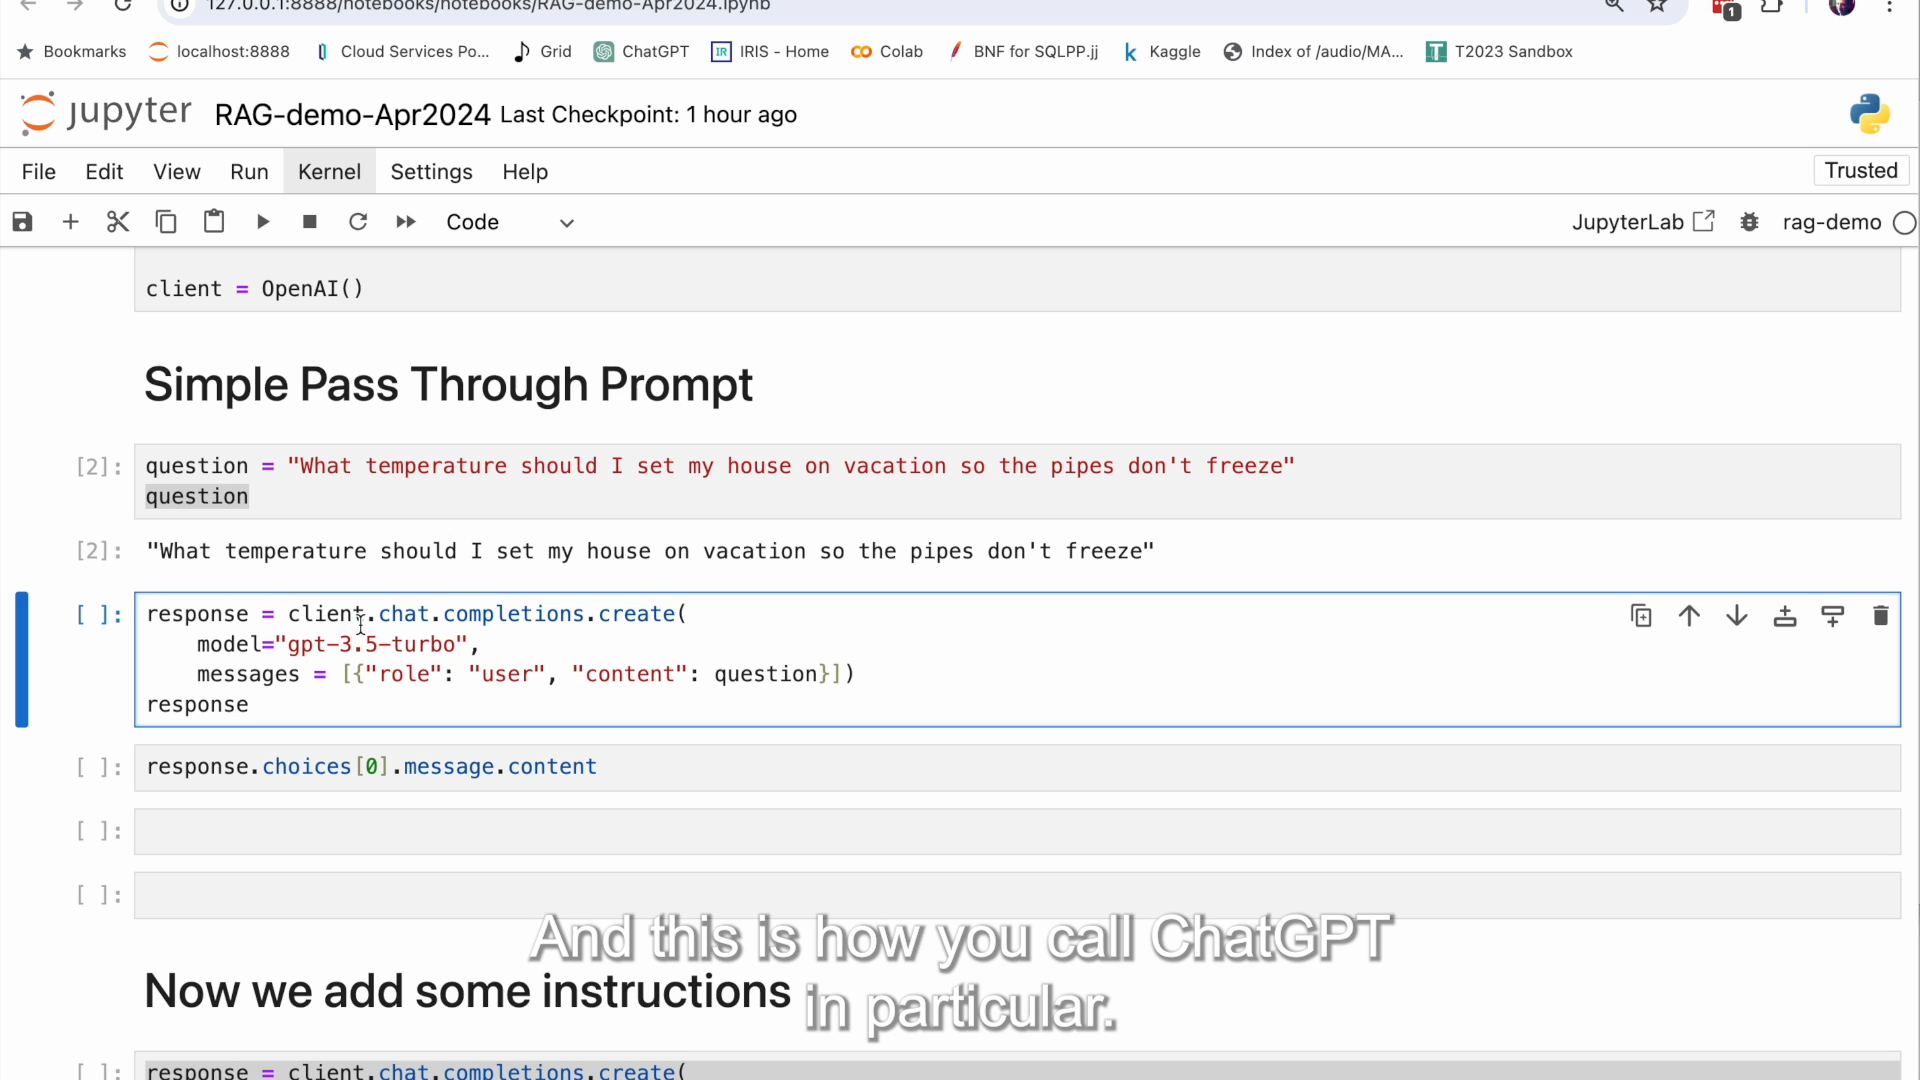 127.0.0.1:8888/notebooks/notebooks/RAG-demo-Apr2024.ipynb
1
Bookmarks localhost:8888 Cloud Services Po... Grid ChatGPT IR IRIS - Home Colab BNF for SQLPP.jj Kaggle Index of /audio/MA... T2023 Sandbox
jupyter RAG-demo-Apr2024 Last Checkpoint: 1 hour ago
File Edit View Run Kernel Settings Help Trusted
Code JupyterLab rag-demo
client = OpenAI()
Simple Pass Through Prompt
[2]: question = "What temperature should I set my house on vacation so the pipes don't freeze"
question
[2]: "What temperature should I set my house on vacation so the pipes don't freeze"
[ ]: response = client.chat.completions.create(
model="gpt-3.5-turbo",
messages = [{"role": "user", "content": question}])
response
[ ]: response.choices[0].message.content
[ ]:
[ ]:
And this is how you call ChatGPT
in particular.
Now we add some instructions
[ ]: response = client.chat.completions.create(